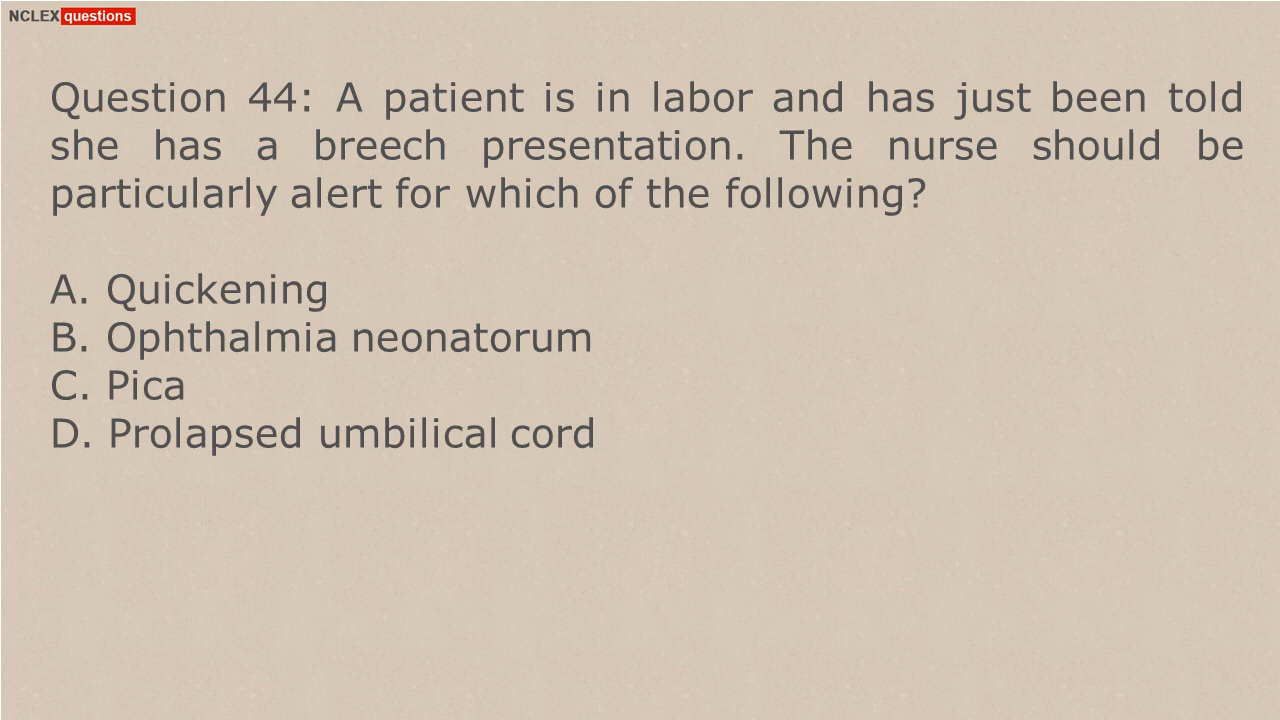 NCLEX questions
Question 44: A patient is in labor and has just been told
she has a breech presentation. The nurse should be
particularly alert for which of the following?
A. Quickening
B. Ophthalmia neonatorum
C. Pica
D. Prolapsed umbilical cord